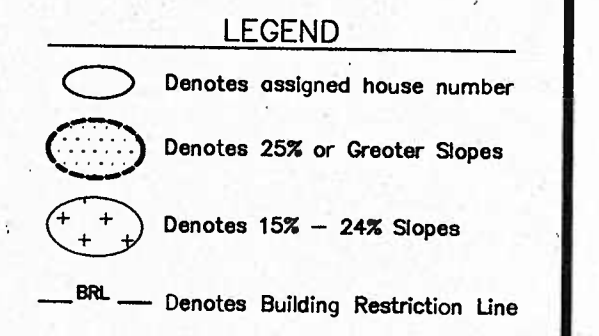 LEGEND
Denotes assigned house number
Denotes 25% or Greater Slopes
Denotes 15% – 24% Slopes
BRL Denotes Building Restriction Line